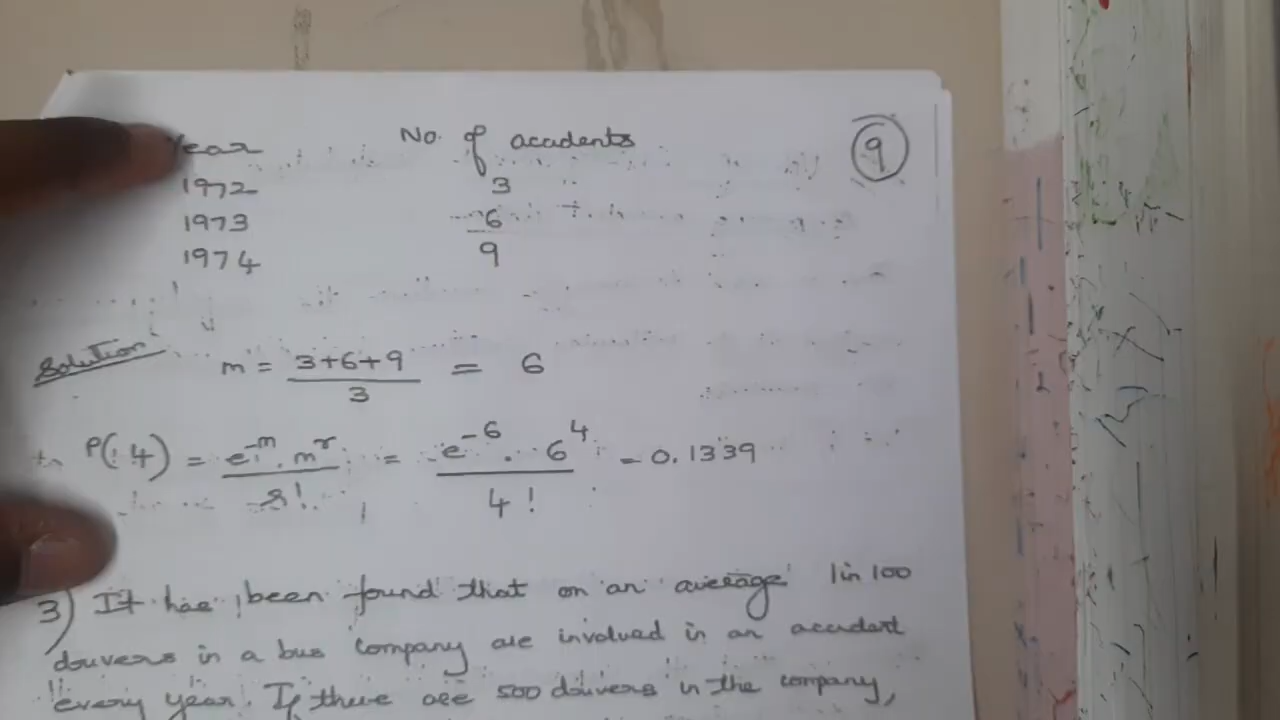 Year No. of accidents 9
1972 3
1973 6
1974 9
Solution m = 3+6+9 / 3 = 6
P(4) = e^-m . m^r / r! = e^-6 . 6^4 / 4! = 0.1339
3) It has been found that on an average 1 in 100
drivers in a bus company are involved in an accident
every year. If there are 500 drivers in the company,